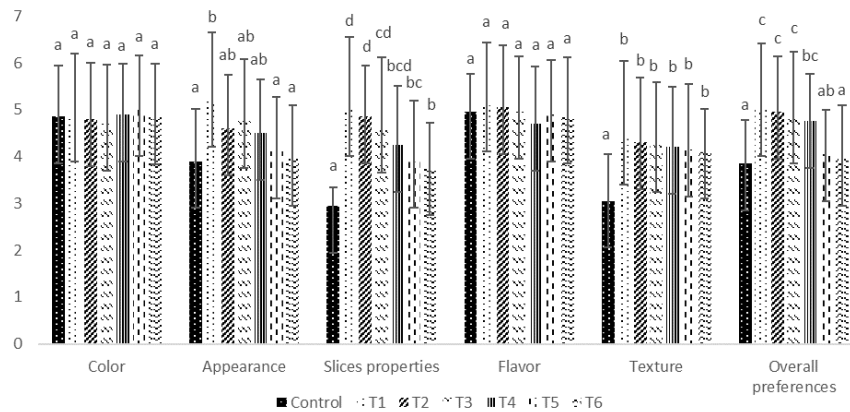 7
6
5
4
3
2
1
0
a a a a a a a
a b ab ab ab a a
a d d cd bcd bc b
a a a a a a a
a b b b b b b
a c c c bc ab a
Color Appearance Slices properties Flavor Texture Overall
preferences
Control T1 T2 T3 T4 T5 T6